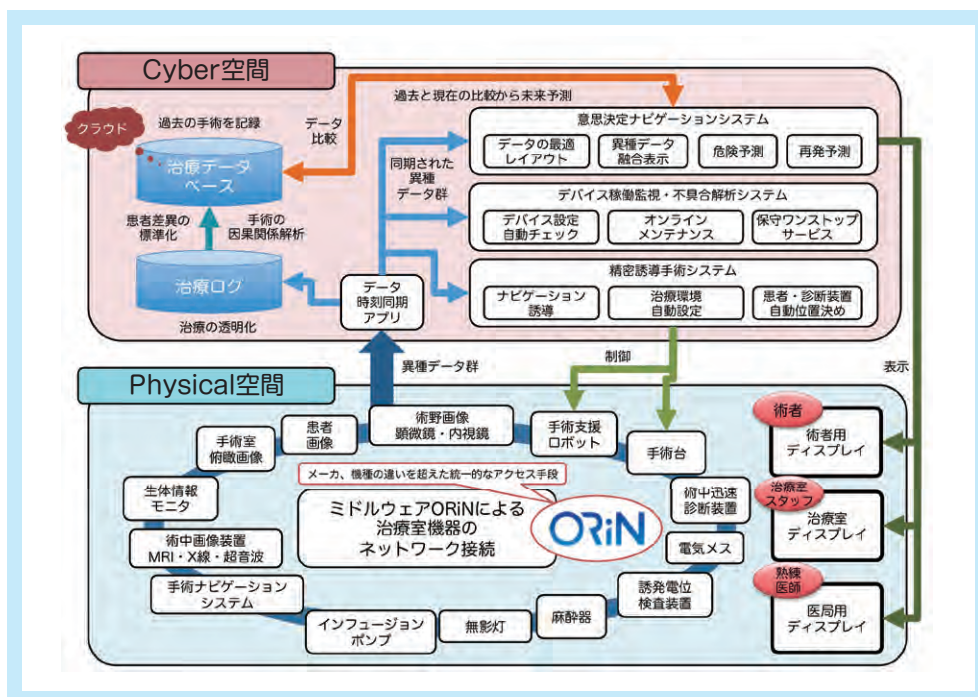 Cyber空間
クラウド
過去の手術を記録
データ
比較
過去と現在の比較から未来予測
治療データ
ベース
患者差異の
標準化
手術の
因果関係解析
治療ログ
治療の透明化
同期された
異種
データ群
データ
時刻同期
アプリ
意思決定ナビゲーションシステム
データの最適
レイアウト
異種データ
融合表示
危険予測
再発予測
デバイス稼働監視・不具合解析システム
デバイス設定
自動チェック
オンライン
メンテナンス
保守ワンストップ
サービス
精密誘導手術システム
ナビゲーション
誘導
治療環境
自動設定
患者・診断装置
自動位置決め
異種データ群
制御
表示
Physical空間
術野画像
顕微鏡・内視鏡
手術支援
ロボット
手術台
患者
画像
手術室
俯瞰画像
生体情報
モニタ
術中画像装置
MRI・X線・超音波
手術ナビゲーション
システム
インフュージョン
ポンプ
無影灯
麻酔器
誘発電位
検査装置
電気メス
術中迅速
診断装置
メーカ、機種の違いを超えた統一的なアクセス手段
ミドルウェアORiNによる
治療室機器の
ネットワーク接続
ORiN
術者
術者用
ディスプレイ
治療室
スタッフ
治療室
ディスプレイ
熟練
医師
医局用
ディスプレイ